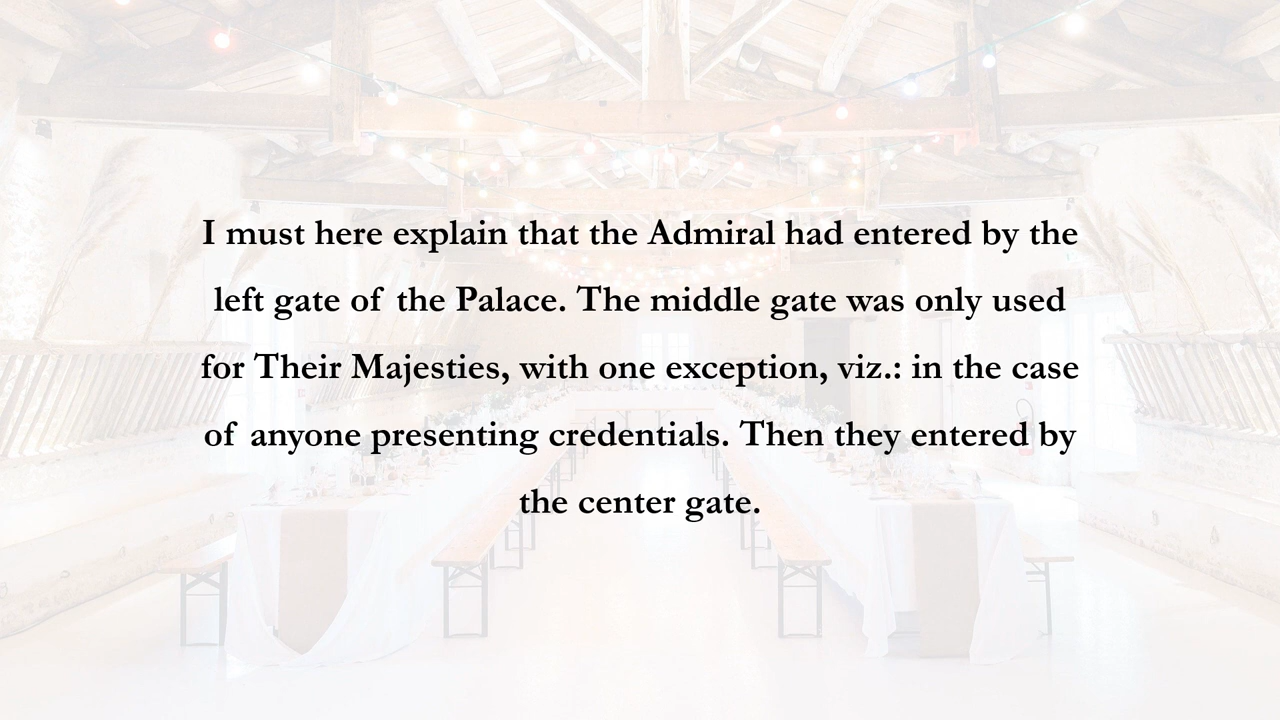 I must here explain that the Admiral had entered by the
left gate of the Palace. The middle gate was only used
for Their Majesties, with one exception, viz.: in the case
of anyone presenting credentials. Then they entered by
the center gate.